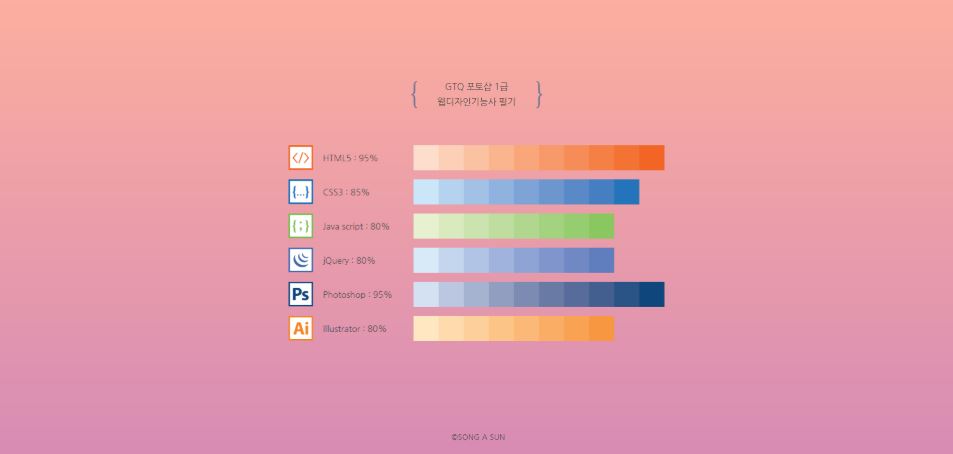 { GTQ 포토샵 1급 }
웹디자인기능사 필기
</> HTML5 : 95%
{...} CSS3 : 85%
{ ; } Java script : 80%
jQuery : 80%
Ps Photoshop : 95%
Ai Illustrator : 80%
©SONG A SUN